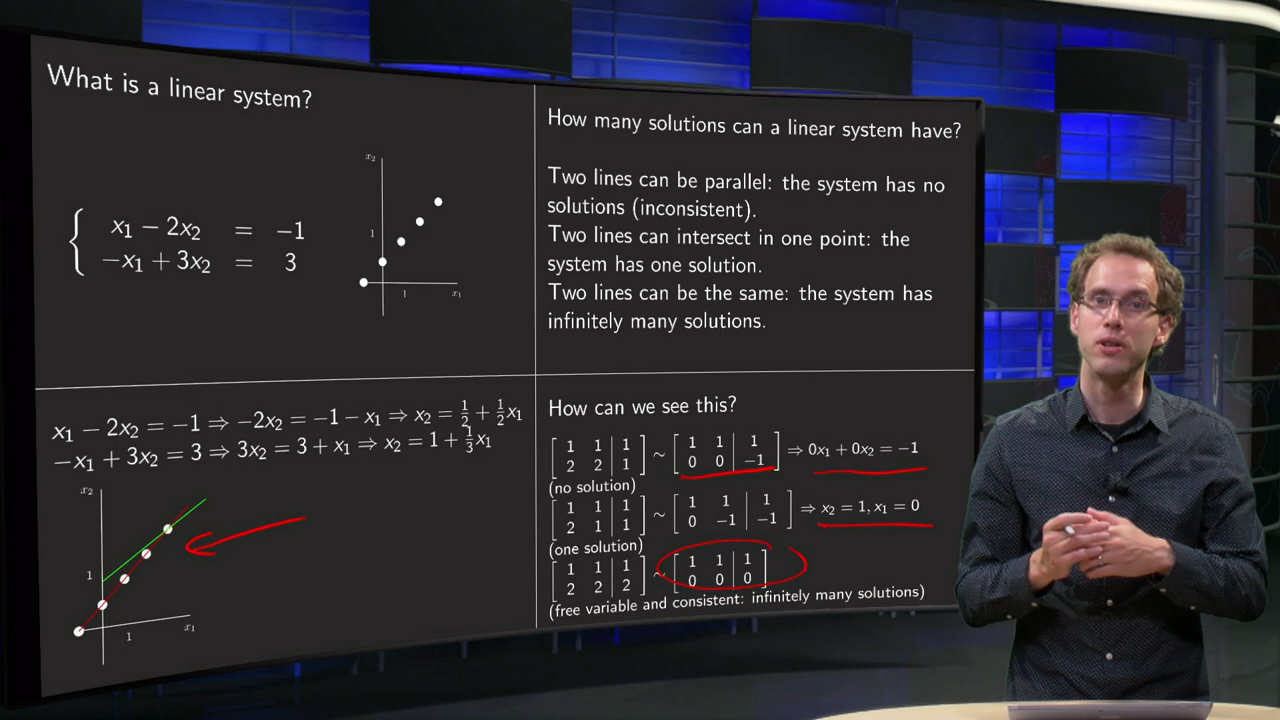 What is a linear system?
{ x₁ − 2x₂ = −1
−x₁ + 3x₂ = 3
x₂
1
1
x₁
How many solutions can a linear system have?
Two lines can be parallel: the system has no
solutions (inconsistent).
Two lines can intersect in one point: the
system has one solution.
Two lines can be the same: the system has
infinitely many solutions.
x₁ − 2x₂ = −1 ⇒ −2x₂ = −1 − x₁ ⇒ x₂ = 1/2 + 1/2 x₁
−x₁ + 3x₂ = 3 ⇒ 3x₂ = 3 + x₁ ⇒ x₂ = 1 + 1/3 x₁
x₂
1
1
x₁
How can we see this?
[1 1 | 1; 2 2 | 1] ~ [1 1 | 1; 0 0 | −1] ⇒ 0x₁ + 0x₂ = −1
(no solution)
[1 1 | 1; 2 1 | 1] ~ [1 1 | 1; 0 −1 | −1] ⇒ x₂ = 1, x₁ = 0
(one solution)
[1 1 | 1; 2 2 | 2] ~ [1 1 | 1; 0 0 | 0]
(free variable and consistent: infinitely many solutions)